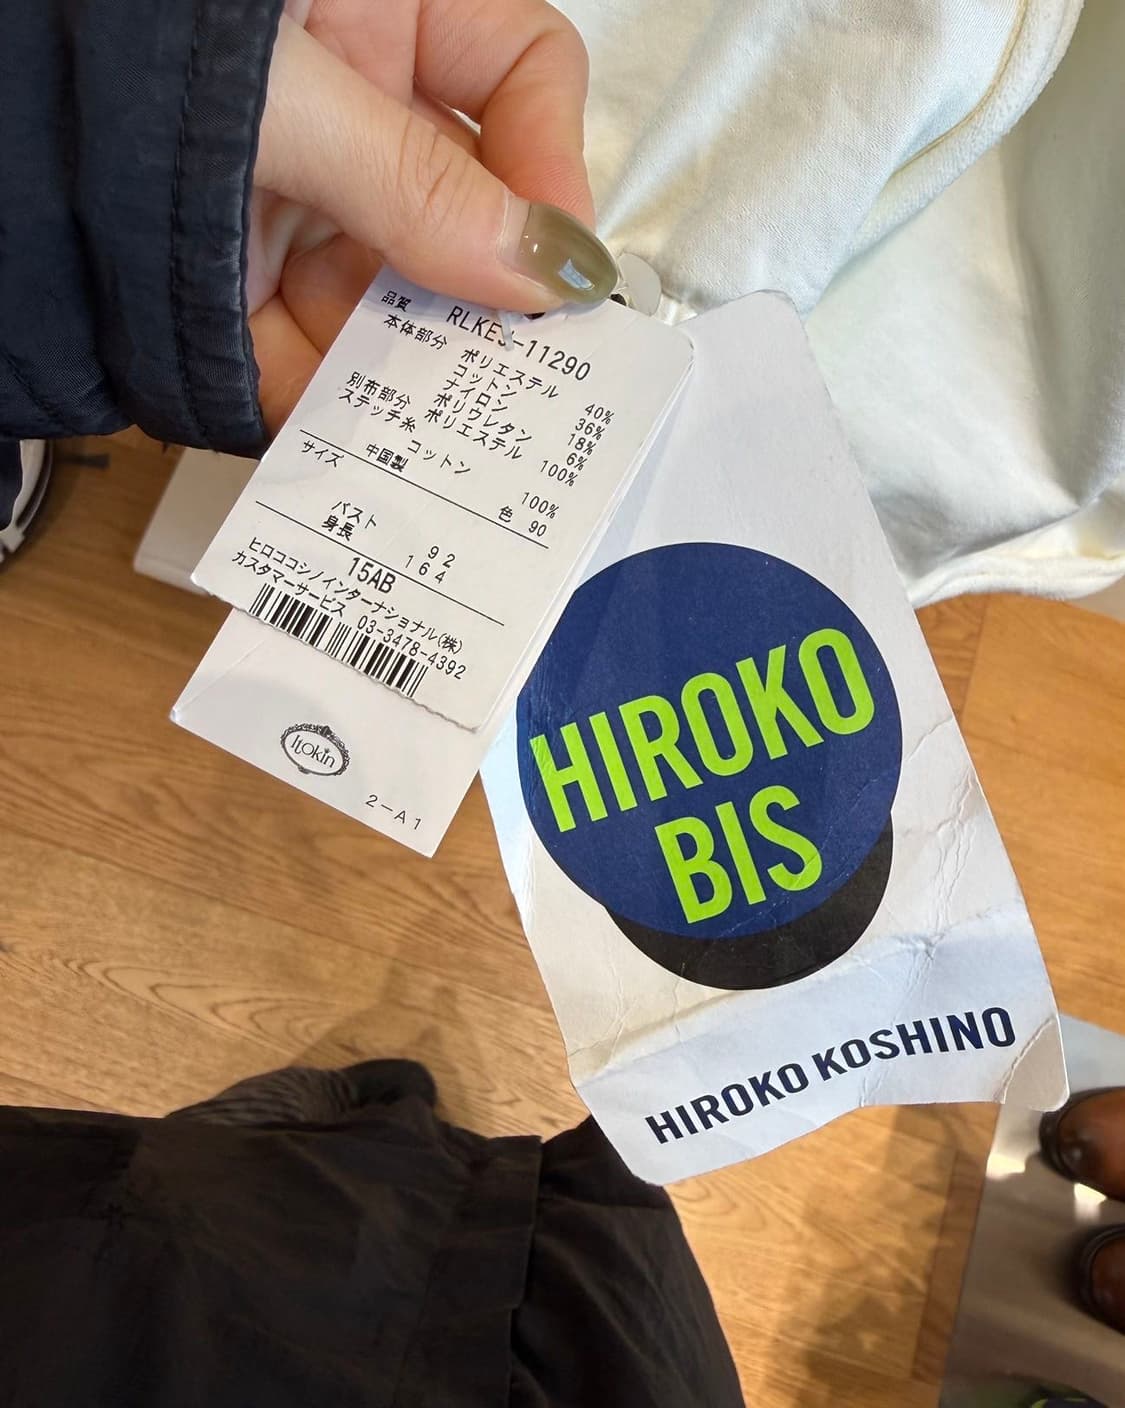 品質 RLKE
-11290
本体部分
ポリエステル 40%
コットン 36%
ナイロン 18%
ポリウレタン 6%
別布部分 ポリエステル 100%
ステッチ糸
コットン 100%
中国製
サイズ 色 90
バスト 92
身長 164
15AB
ヒロココシノインターナショナル(株)
カスタマーサービス 03-3478-4392
Itokin
2-A1
HIROKO
BIS
HIROKO KOSHINO